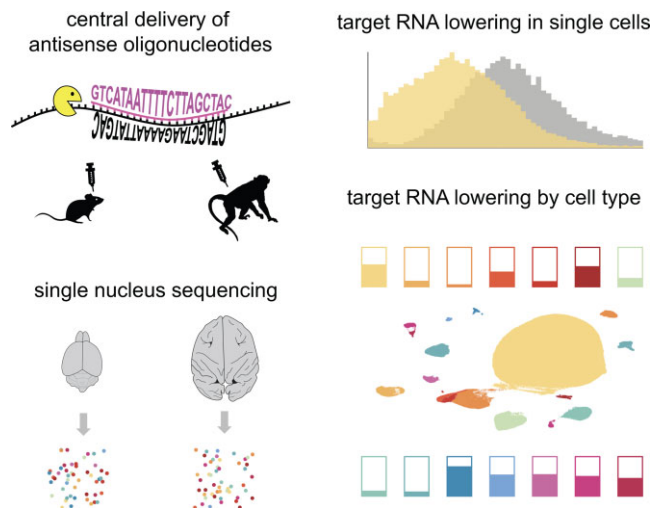 central delivery of
antisense oligonucleotides
GTCATAATTTTCTTAGCTAC
GTAGCTAAGAAAATTATGAC
single nucleus sequencing
target RNA lowering in single cells
target RNA lowering by cell type